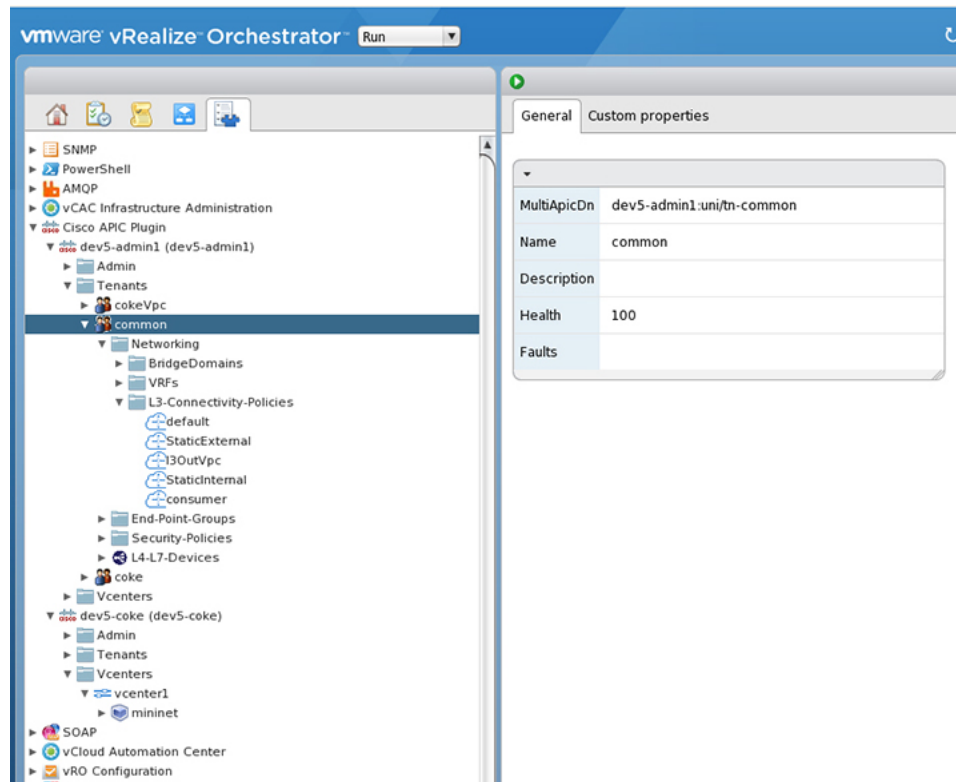 vmware vRealize™ Orchestrator™ Run
General Custom properties
SNMP
PowerShell
AMQP
vCAC Infrastructure Administration
Cisco APIC Plugin
dev5-admin1 (dev5-admin1)
Admin
Tenants
cokeVpc
common
Networking
BridgeDomains
VRFs
L3-Connectivity-Policies
default
StaticExternal
l3OutVpc
StaticInternal
consumer
End-Point-Groups
Security-Policies
L4-L7-Devices
coke
Vcenters
dev5-coke (dev5-coke)
Admin
Tenants
Vcenters
vcenter1
mininet
SOAP
vCloud Automation Center
vRO Configuration
MultiApicDn dev5-admin1:uni/tn-common
Name common
Description
Health 100
Faults